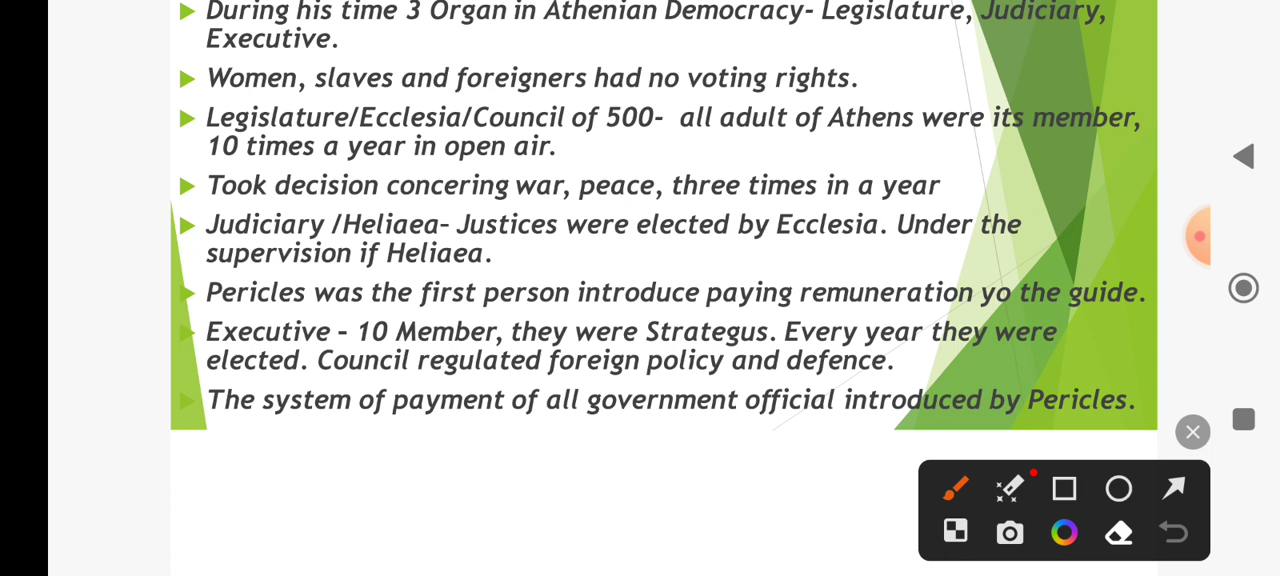 During his time 3 Organ in Athenian Democracy- Legislature, Judiciary,
Executive.
Women, slaves and foreigners had no voting rights.
Legislature/Ecclesia/Council of 500- all adult of Athens were its member,
10 times a year in open air.
Took decision concering war, peace, three times in a year
Judiciary /Heliaea- Justices were elected by Ecclesia. Under the
supervision if Heliaea.
Pericles was the first person introduce paying remuneration yo the guide.
Executive - 10 Member, they were Strategus. Every year they were
elected. Council regulated foreign policy and defence.
The system of payment of all government official introduced by Pericles.